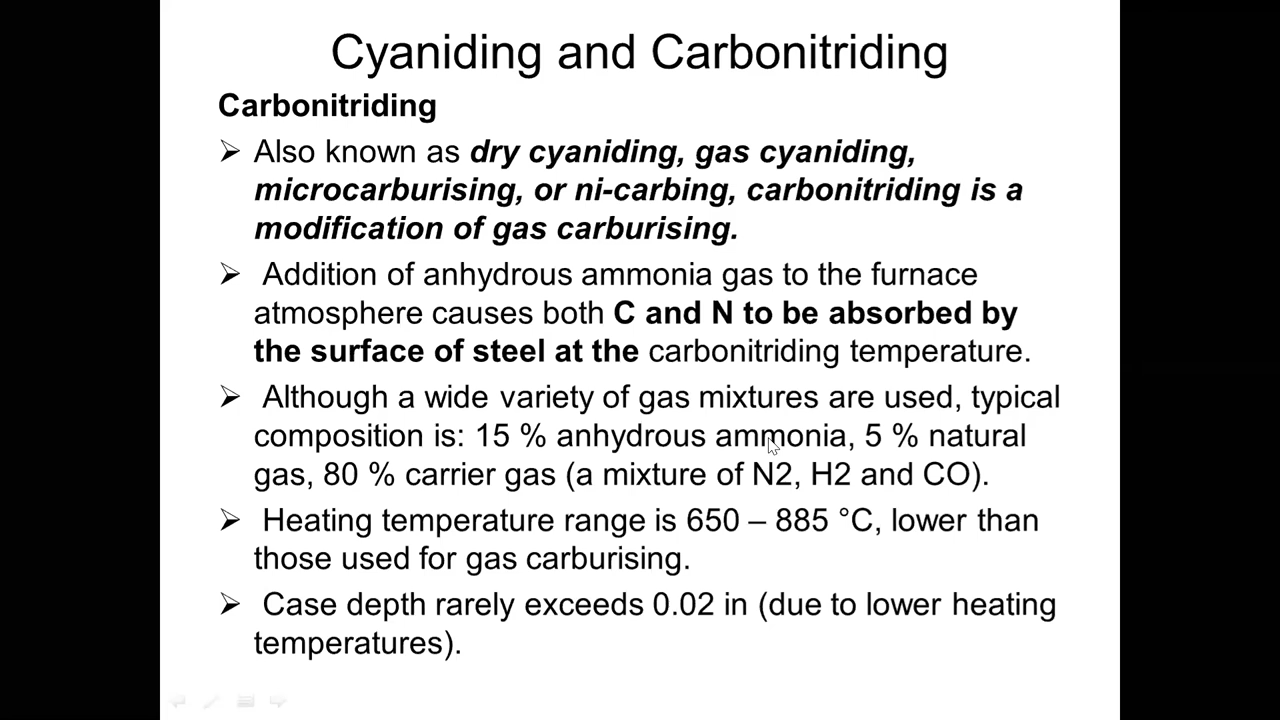 Cyaniding and Carbonitriding
Carbonitriding
➢ Also known as dry cyaniding, gas cyaniding,
microcarburising, or ni-carbing, carbonitriding is a
modification of gas carburising.
➢ Addition of anhydrous ammonia gas to the furnace
atmosphere causes both C and N to be absorbed by
the surface of steel at the carbonitriding temperature.
➢ Although a wide variety of gas mixtures are used, typical
composition is: 15 % anhydrous ammonia, 5 % natural
gas, 80 % carrier gas (a mixture of N2, H2 and CO).
➢ Heating temperature range is 650 – 885 °C, lower than
those used for gas carburising.
➢ Case depth rarely exceeds 0.02 in (due to lower heating
temperatures).